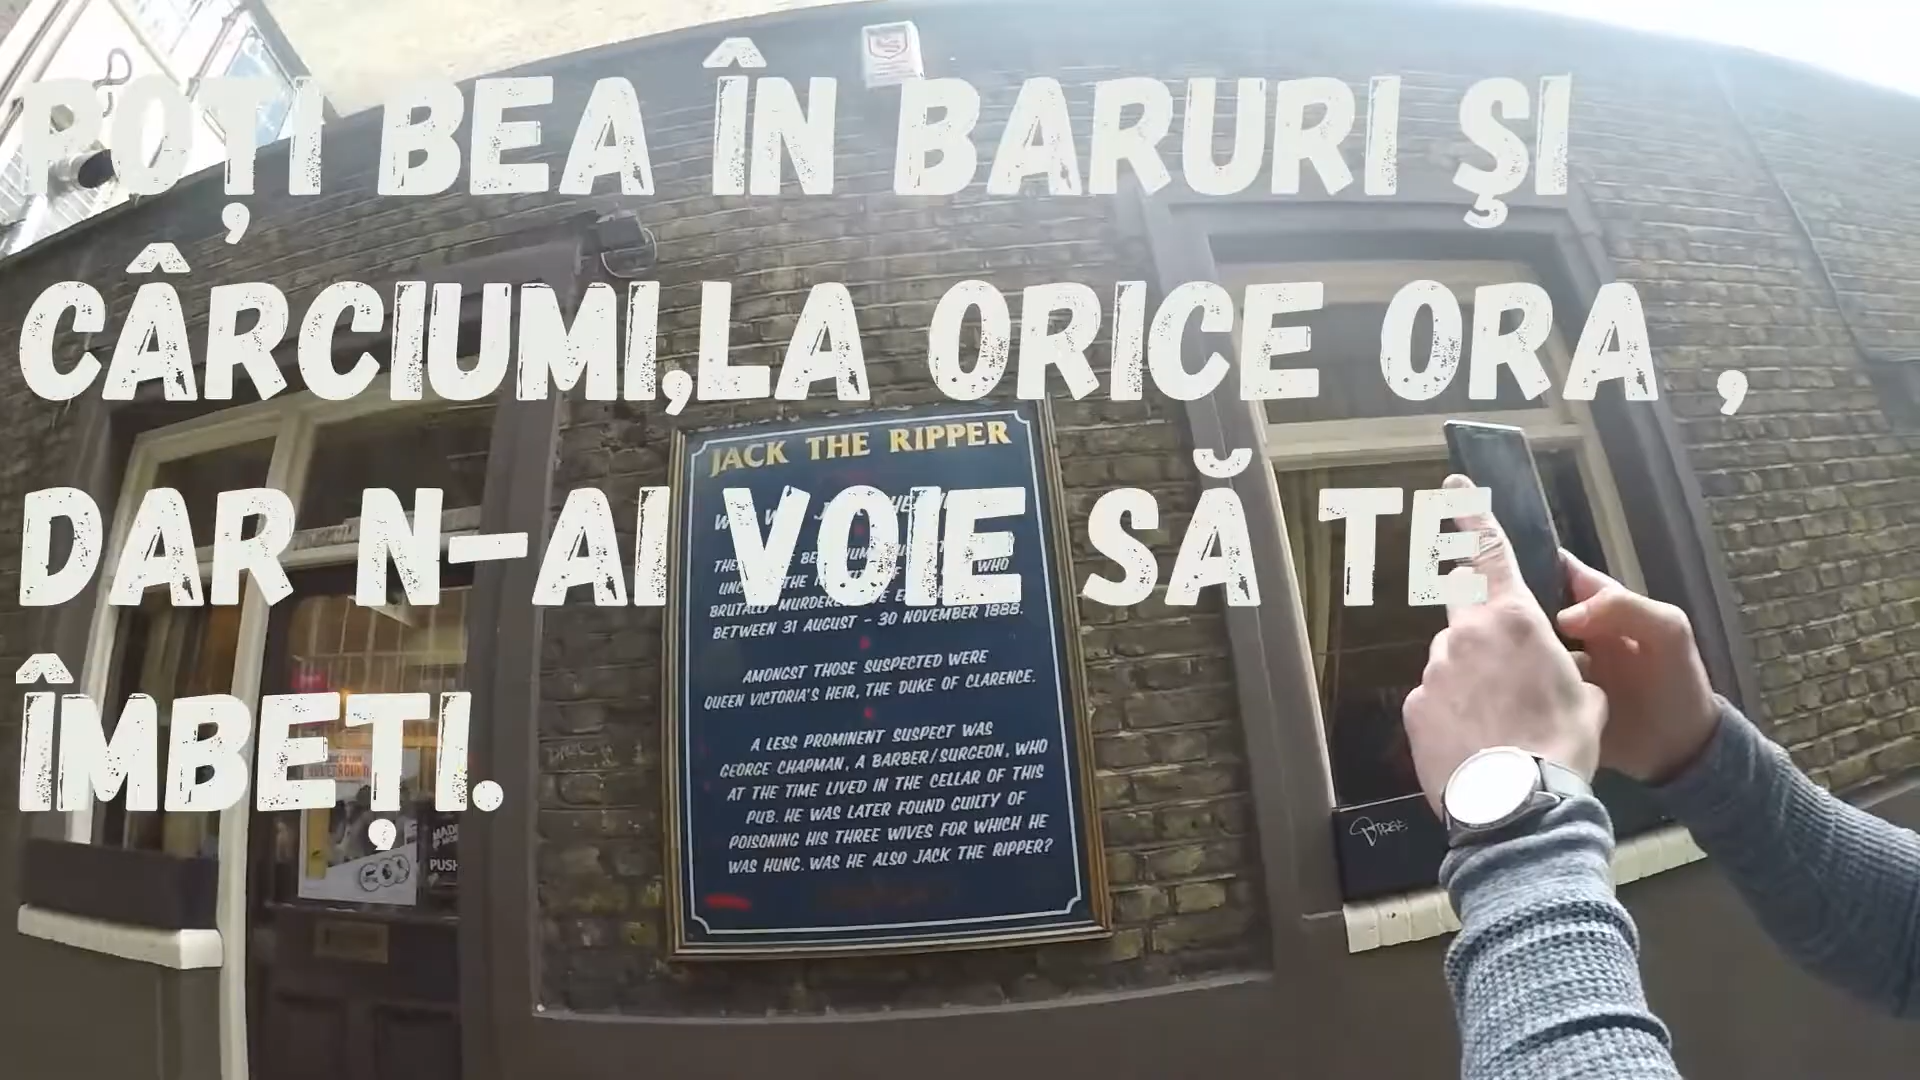 POȚI BEA ÎN BARURI ŞI
CÂRCIUMI,LA ORICE ORA ,
DAR N-AI VOIE SĂ TE
ÎMBEȚI.
JACK THE RIPPER
WHO
BRUTALLY MURDERED
BETWEEN 31 AUGUST - 30 NOVEMBER 1888.
AMONGST THOSE SUSPECTED WERE
QUEEN VICTORIA'S HEIR, THE DUKE OF CLARENCE.
A LESS PROMINENT SUSPECT WAS
GEORGE CHAPMAN, A BARBER/SURGEON, WHO
AT THE TIME LIVED IN THE CELLAR OF THIS
PUB. HE WAS LATER FOUND GUILTY OF
POISONING HIS THREE WIVES FOR WHICH HE
WAS HUNG. WAS HE ALSO JACK THE RIPPER?
PUSH